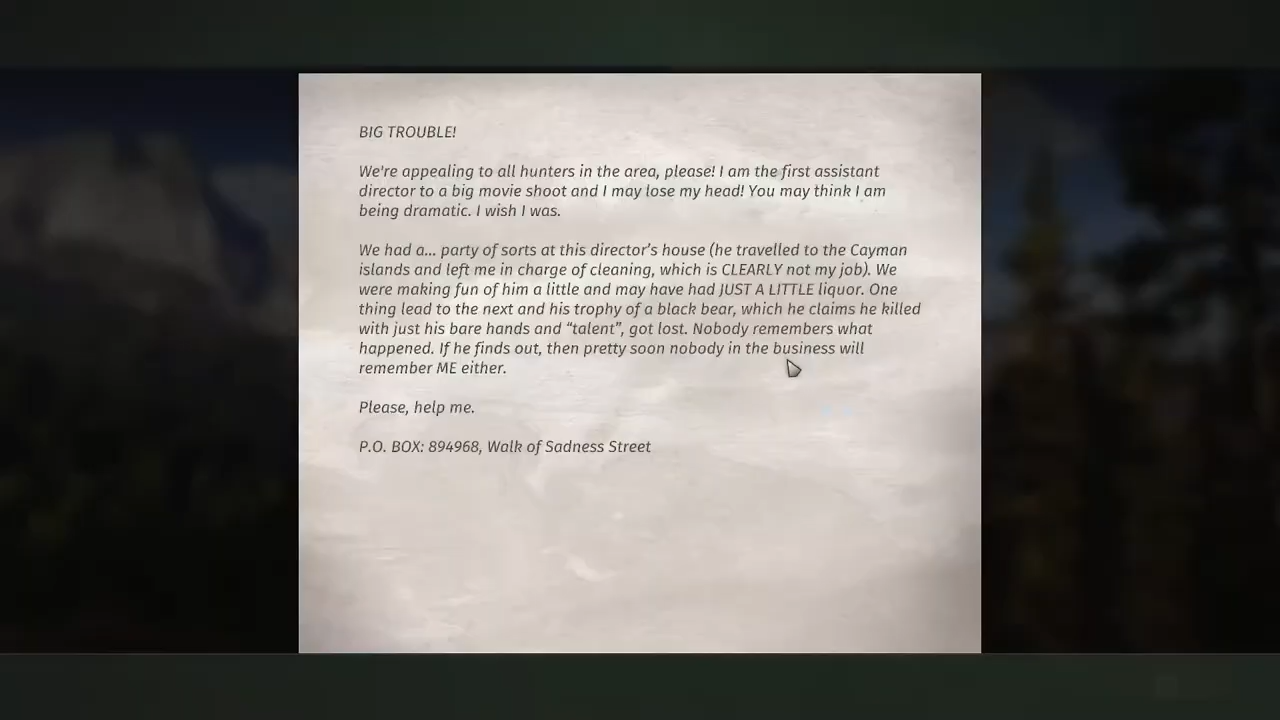 BIG TROUBLE!
We're appealing to all hunters in the area, please! I am the first assistant
director to a big movie shoot and I may lose my head! You may think I am
being dramatic. I wish I was.
We had a... party of sorts at this director's house (he travelled to the Cayman
islands and left me in charge of cleaning, which is CLEARLY not my job). We
were making fun of him a little and may have had JUST A LITTLE liquor. One
thing lead to the next and his trophy of a black bear, which he claims he killed
with just his bare hands and “talent”, got lost. Nobody remembers what
happened. If he finds out, then pretty soon nobody in the business will
remember ME either.
Please, help me.
P.O. BOX: 894968, Walk of Sadness Street